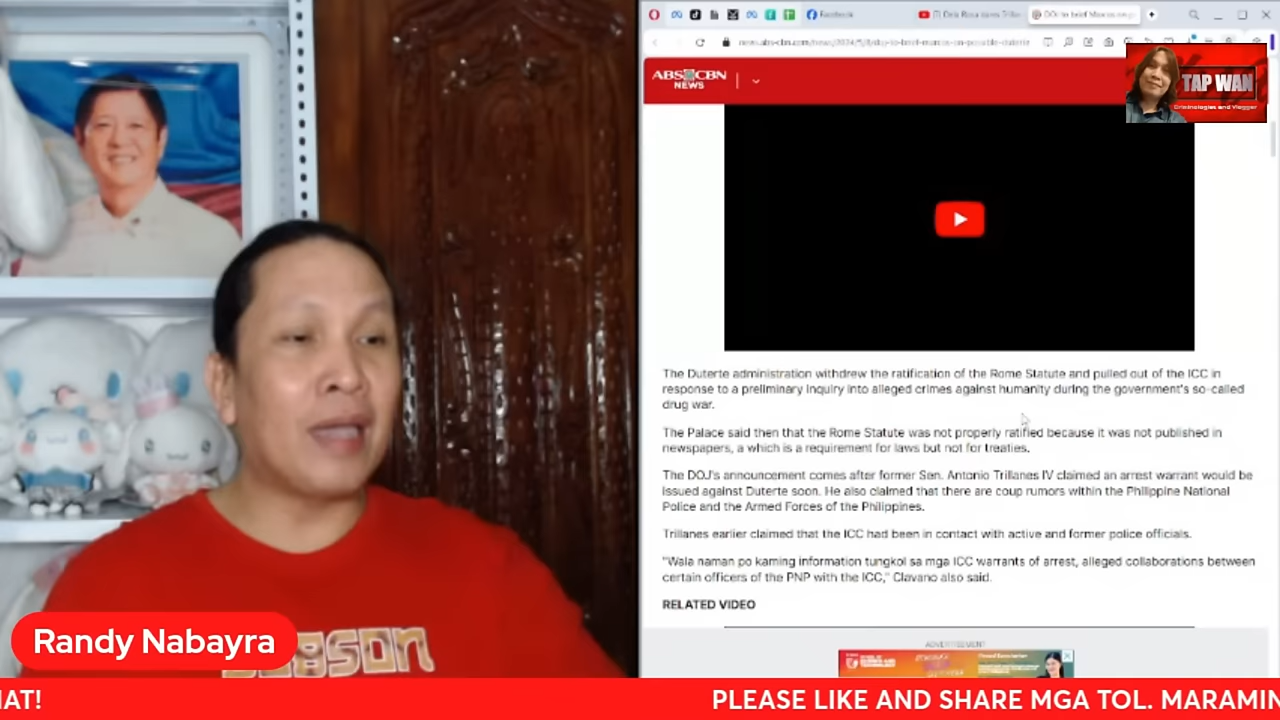 Facebook
ABS-CBN
NEWS
TAP WAN
Criminologist and Vlogger
The Duterte administration withdrew the ratification of the Rome Statute and pulled out of the ICC in
response to a preliminary inquiry into alleged crimes against humanity during the government's so-called
drug war.
The Palace said then that the Rome Statute was not properly ratified because it was not published in
newspapers, a which is a requirement for laws but not for treaties.
The DOJ's announcement comes after former Sen. Antonio Trillanes IV claimed an arrest warrant would be
issued against Duterte soon. He also claimed that there are coup rumors within the Philippine National
Police and the Armed Forces of the Philippines.
Trillanes earlier claimed that the ICC had been in contact with active and former police officials.
"Wala naman po kaming information tungkol sa mga ICC warrants of arrest, alleged collaborations between
certain officers of the PNP with the ICC," Clavano also said.
RELATED VIDEO
ADVERTISEMENT
Randy Nabayra
HAT!
PLEASE LIKE AND SHARE MGA TOL. MARAMIN